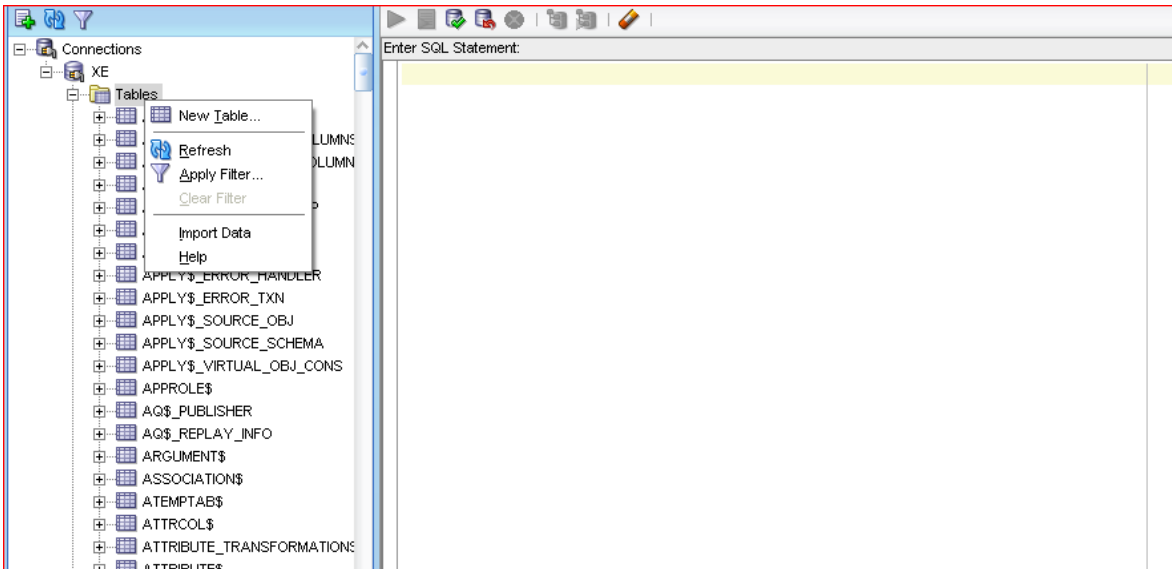 Connections
Enter SQL Statement:
XE
Tables
New Table...
LUMNS
Refresh
Apply Filter...
Clear Filter
Import Data
Help
APPLY$_ERROR_HANDLER
APPLY$_ERROR_TXN
APPLY$_SOURCE_OBJ
APPLY$_SOURCE_SCHEMA
APPLY$_VIRTUAL_OBJ_CONS
APPROLE$
AQ$_PUBLISHER
AQ$_REPLAY_INFO
ARGUMENT$
ASSOCIATION$
ATEMPTAB$
ATTRCOL$
ATTRIBUTE_TRANSFORMATIONS
ATTRIBUTE$